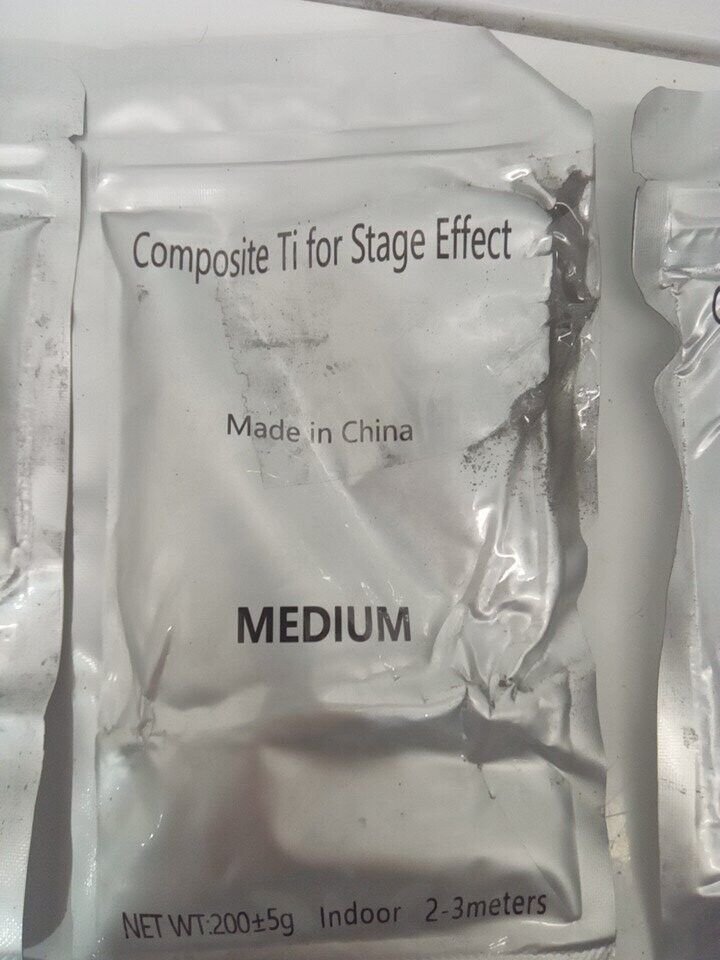 Composite Ti for Stage Effect
Made in China
MEDIUM
NET WT:200±5g Indoor 2-3meters